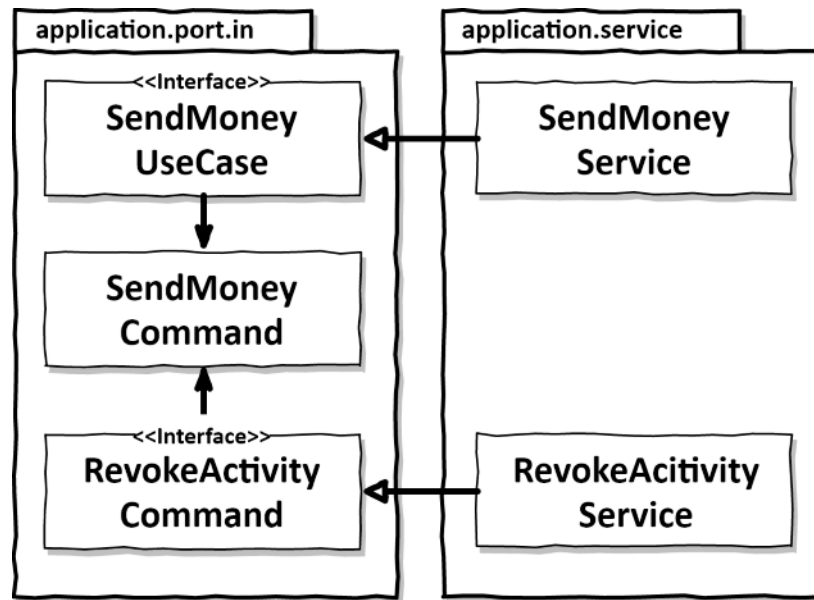 application.port.in
<<Interface>>
SendMoney
UseCase
SendMoney
Command
<<Interface>>
RevokeActivity
Command
application.service
SendMoney
Service
RevokeAcitivity
Service